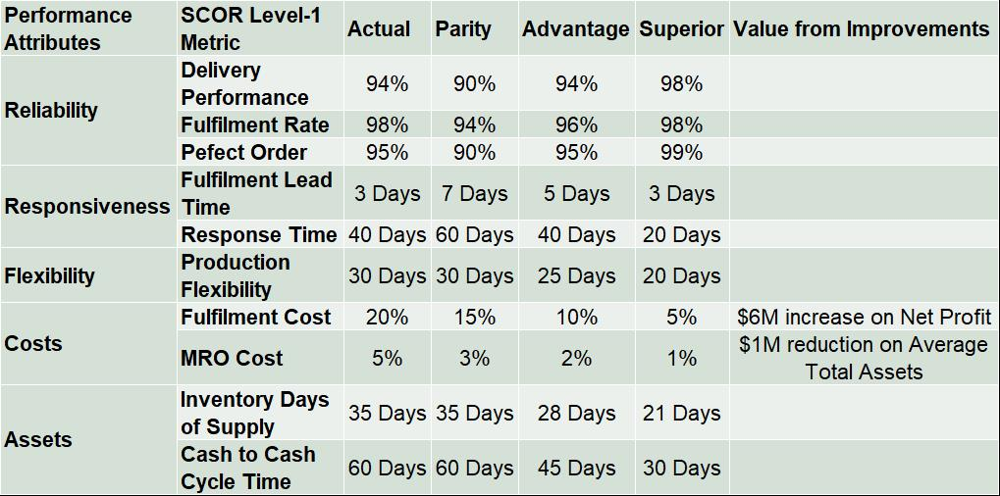 Performance Attributes SCOR Level-1 Metric Actual Parity Advantage Superior Value from Improvements
Reliability
Delivery Performance 94% 90% 94% 98%
Fulfilment Rate 98% 94% 96% 98%
Pefect Order 95% 90% 95% 99%
Responsiveness
Fulfilment Lead Time 3 Days 7 Days 5 Days 3 Days
Response Time 40 Days 60 Days 40 Days 20 Days
Flexibility
Production Flexibility 30 Days 30 Days 25 Days 20 Days
Costs
Fulfilment Cost 20% 15% 10% 5% $6M increase on Net Profit
MRO Cost 5% 3% 2% 1% $1M reduction on Average Total Assets
Assets
Inventory Days of Supply 35 Days 35 Days 28 Days 21 Days
Cash to Cash Cycle Time 60 Days 60 Days 45 Days 30 Days